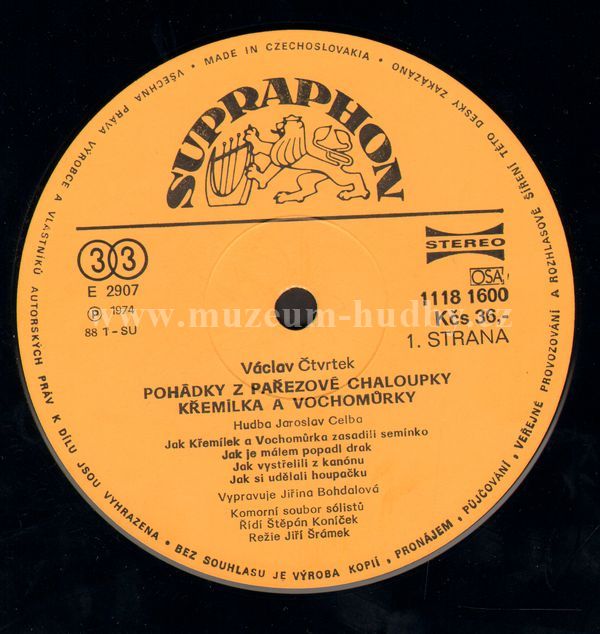 VŠECHNA PRÁVA VÝROBCE A VLASTNÍKŮ AUTORSKÝCH PRÁV K DÍLU JSOU VYHRAZENA • BEZ SOUHLASU JE VÝROBA KOPIÍ, PRONÁJEM, PŮJČOVÁNÍ, VEŘEJNÉ PROVOZOVÁNÍ A ROZHLASOVÉ ŠÍŘENÍ TÉTO DESKY ZAKÁZÁNO • MADE IN CZECHOSLOVAKIA •
SUPRAPHON
33
STEREO
E 2907
OSA
℗ 1974
1118 1600
88 1 - SU
Kčs 36.-
www.muzeum-hudby.cz
1. STRANA
Václav Čtvrtek
POHÁDKY Z PAŘEZOVÉ CHALOUPKY
KŘEMÍLKA A VOCHOMŮRKY
Hudba Jaroslav Celba
Jak Křemílek a Vochomůrka zasadili semínko
Jak je málem popadl drak
Jak vystřelili z kanónu
Jak si udělali houpačku
Vypravuje Jiřina Bohdalová
Komorní soubor sólistů
Řídí Štěpán Koníček
Režie Jiří Šrámek